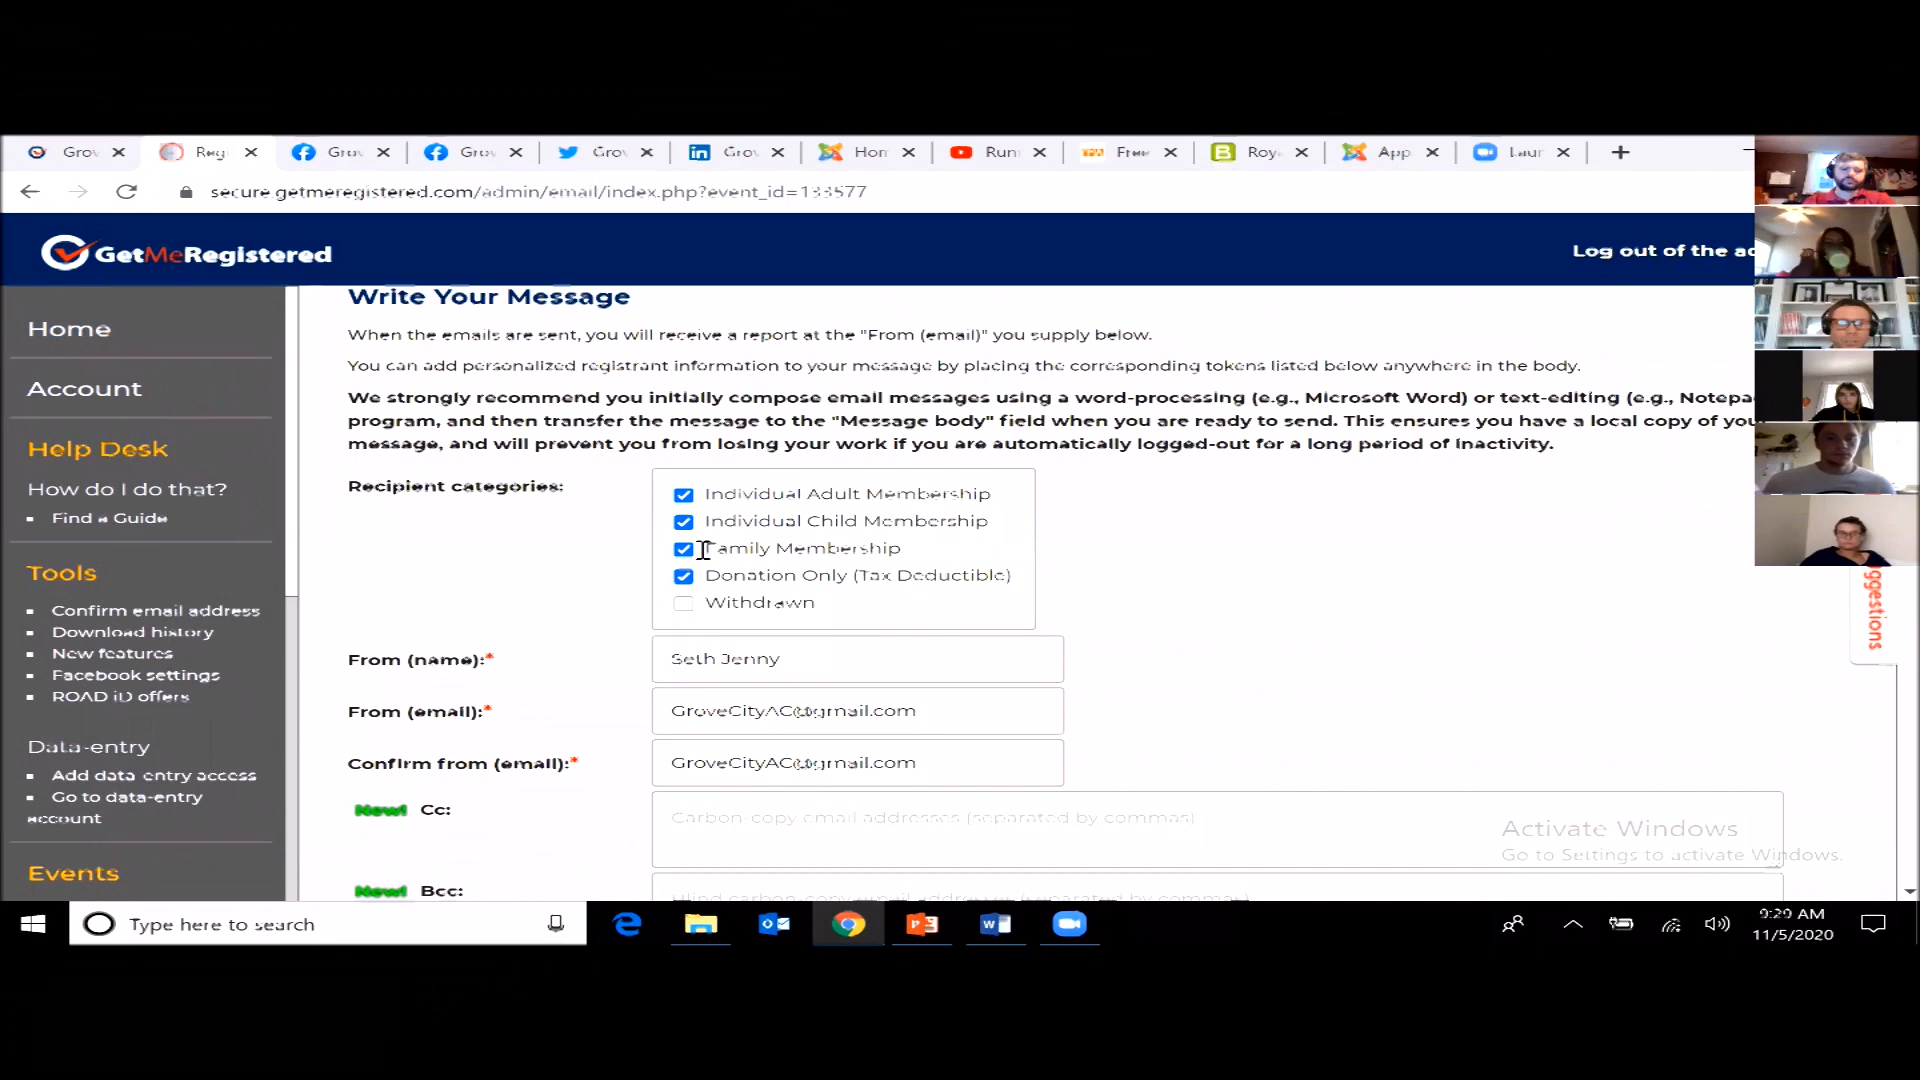 Grov
Regi
Grov
Grov
Grov
Grov
Hom
Run
Free
Roy
App
Laur
secure.getmeregistered.com/admin/email/index.php?event_id=133577
GetMeRegistered
Log out of the ad
Home
Account
Help Desk
How do I do that?
Find a Guide
Tools
Confirm email address
Download history
New features
Facebook settings
ROAD iD offers
Data-entry
Add data entry access
Go to data-entry
account
Events
Write Your Message
When the emails are sent, you will receive a report at the "From (email)" you supply below.
You can add personalized registrant information to your message by placing the corresponding tokens listed below anywhere in the body.
We strongly recommend you initially compose email messages using a word-processing (e.g., Microsoft Word) or text-editing (e.g., Notepa
program, and then transfer the message to the "Message body" field when you are ready to send. This ensures you have a local copy of you
message, and will prevent you from losing your work if you are automatically logged-out for a long period of inactivity.
Recipient categories:
Individual Adult Membership
Individual Child Membership
Family Membership
Donation Only (Tax Deductible)
Withdrawn
From (name):*
Seth Jenny
From (email):*
GroveCityAC@gmail.com
Confirm from (email):*
GroveCityAC@gmail.com
New! Cc:
Carbon-copy email addresses (separated by commas)
New! Bcc:
Blind carbon-copy email addresses (separated by commas)
ggestions
Activate Windows
Go to Settings to activate Windows.
Type here to search
9:29 AM
11/5/2020